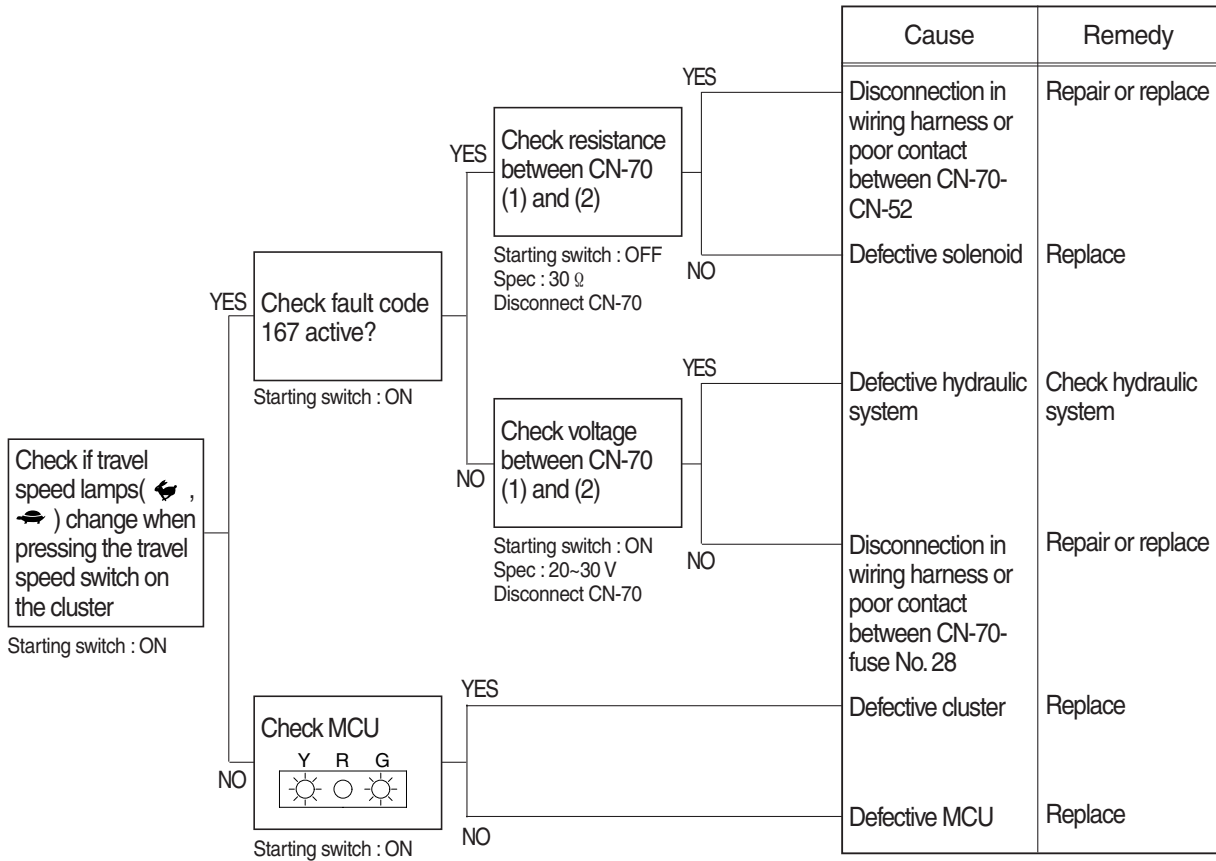 Cause
Remedy
YES
Disconnection in
wiring harness or
poor contact
between CN-70-
CN-52
Repair or replace
YES
Check resistance
between CN-70
(1) and (2)
Starting switch : OFF
Spec : 30 Ω
Disconnect CN-70
NO
Defective solenoid
Replace
YES
Check fault code
167 active?
Starting switch : ON
YES
Defective hydraulic
system
Check hydraulic
system
NO
Check voltage
between CN-70
(1) and (2)
Starting switch : ON
Spec : 20~30 V
Disconnect CN-70
NO
Disconnection in
wiring harness or
poor contact
between CN-70-
fuse No. 28
Repair or replace
Check if travel
speed lamps( ,
) change when
pressing the travel
speed switch on
the cluster
Starting switch : ON
YES
Defective cluster
Replace
NO
Check MCU
Y R G
Starting switch : ON
NO
Defective MCU
Replace